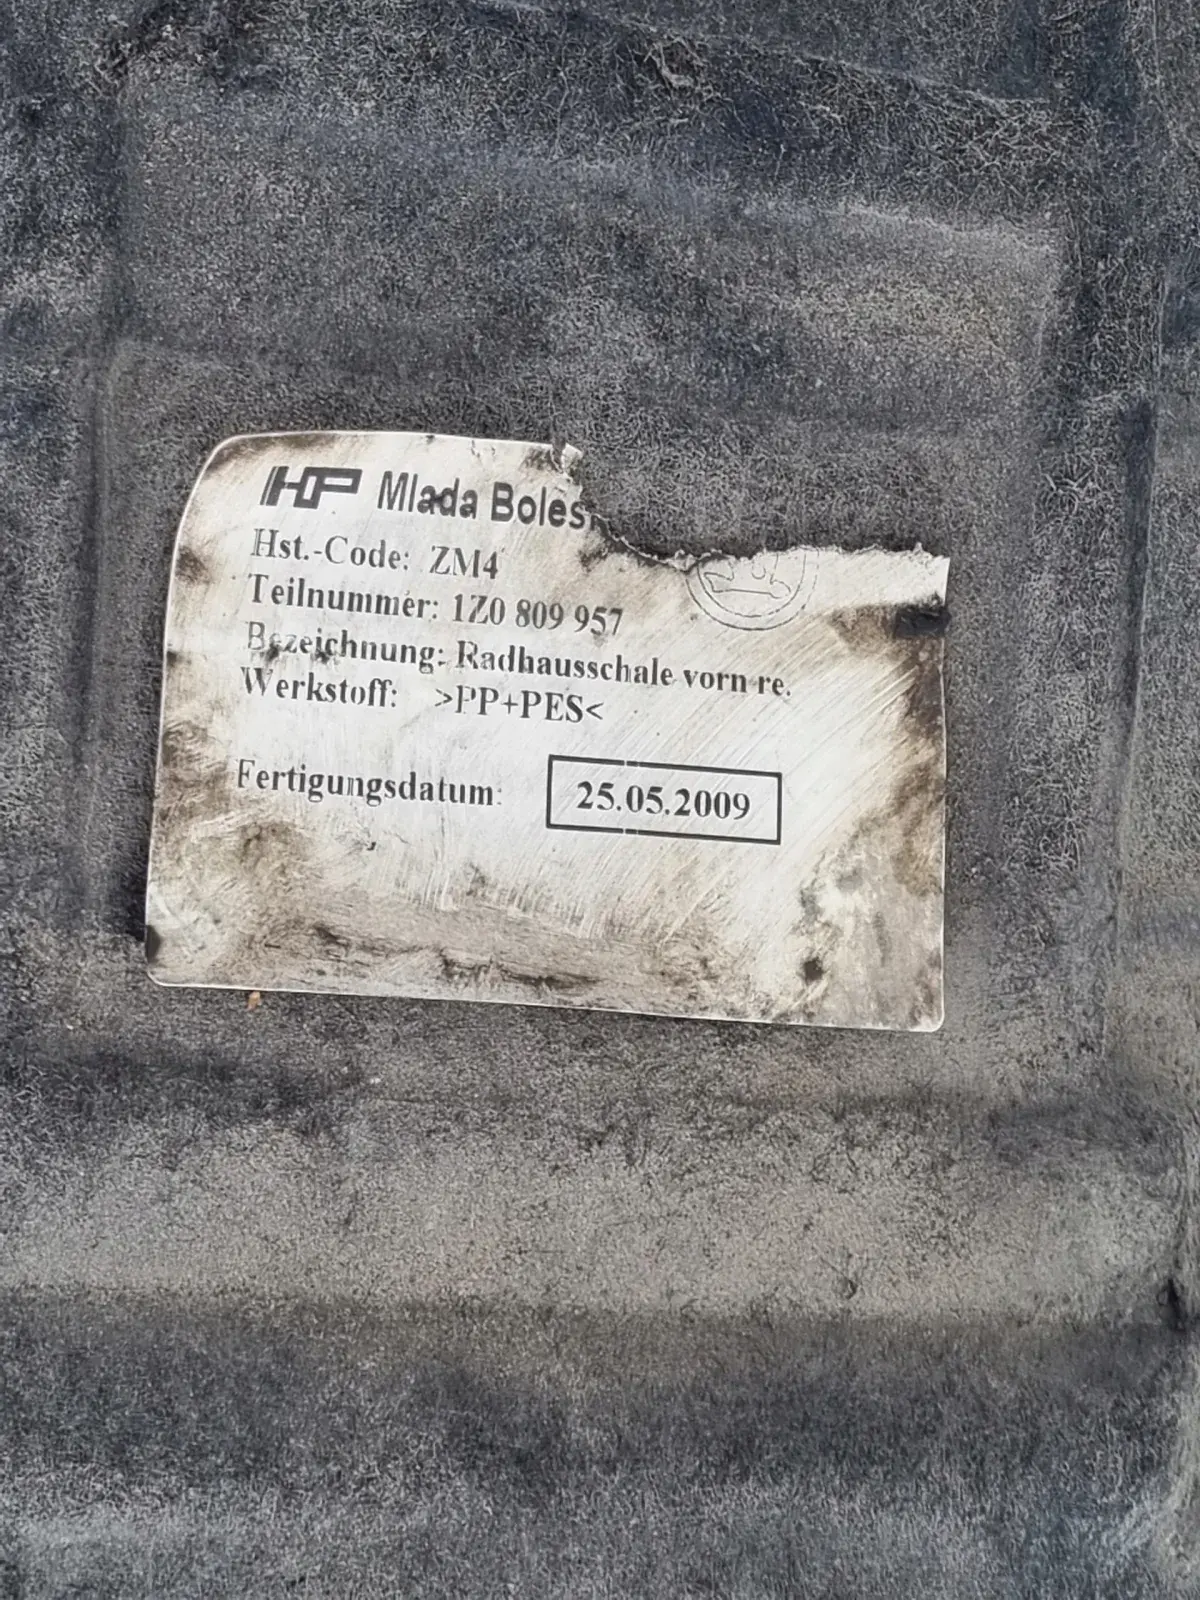 HP Mlada Boles
Hst.-Code: ZM4
Teilnummer: 1Z0 809 957
Bezeichnung: Radhausschale vorn re.
Werkstoff: >PP+PES<
Fertigungsdatum: 25.05.2009